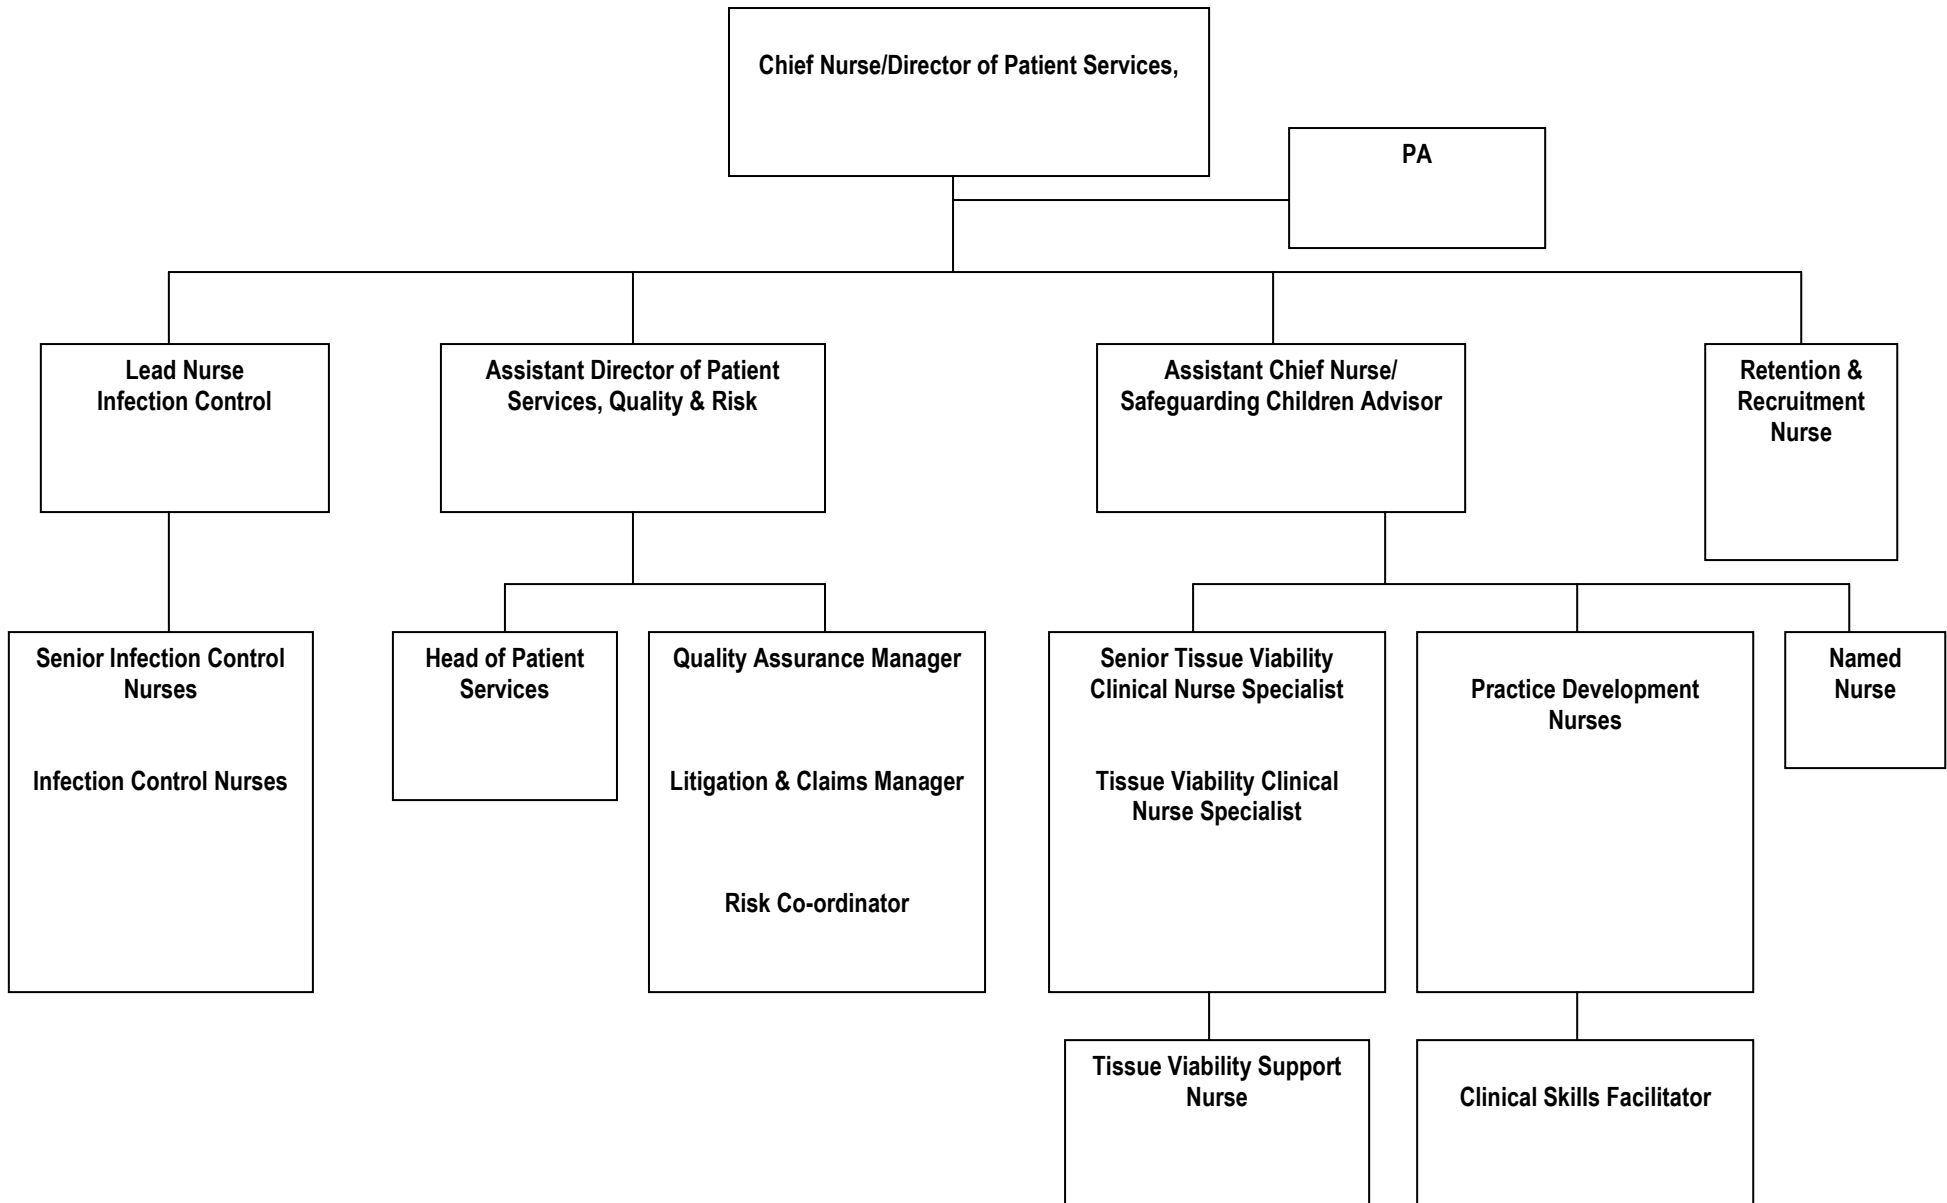 Chief Nurse/Director of Patient Services,
PA
Lead Nurse
Infection Control
Assistant Director of Patient
Services, Quality & Risk
Assistant Chief Nurse/
Safeguarding Children Advisor
Retention &
Recruitment
Nurse
Senior Infection Control
Nurses
Infection Control Nurses
Head of Patient
Services
Quality Assurance Manager
Litigation & Claims Manager
Risk Co-ordinator
Senior Tissue Viability
Clinical Nurse Specialist
Tissue Viability Clinical
Nurse Specialist
Practice Development
Nurses
Named
Nurse
Tissue Viability Support
Nurse
Clinical Skills Facilitator